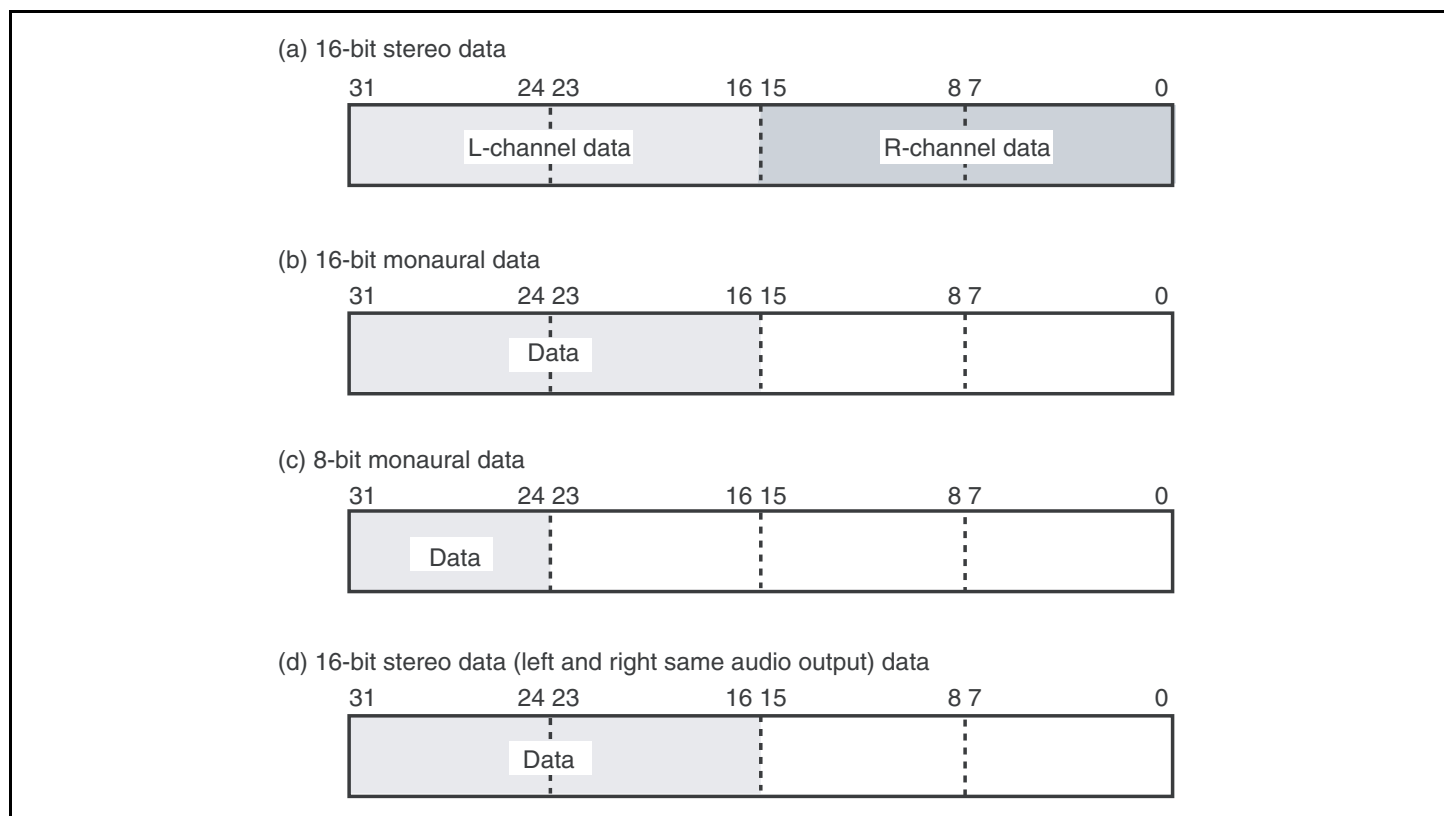 (a) 16-bit stereo data
31 24 23 16 15 8 7 0
L-channel data R-channel data
(b) 16-bit monaural data
31 24 23 16 15 8 7 0
Data
(c) 8-bit monaural data
31 24 23 16 15 8 7 0
Data
(d) 16-bit stereo data (left and right same audio output) data
31 24 23 16 15 8 7 0
Data